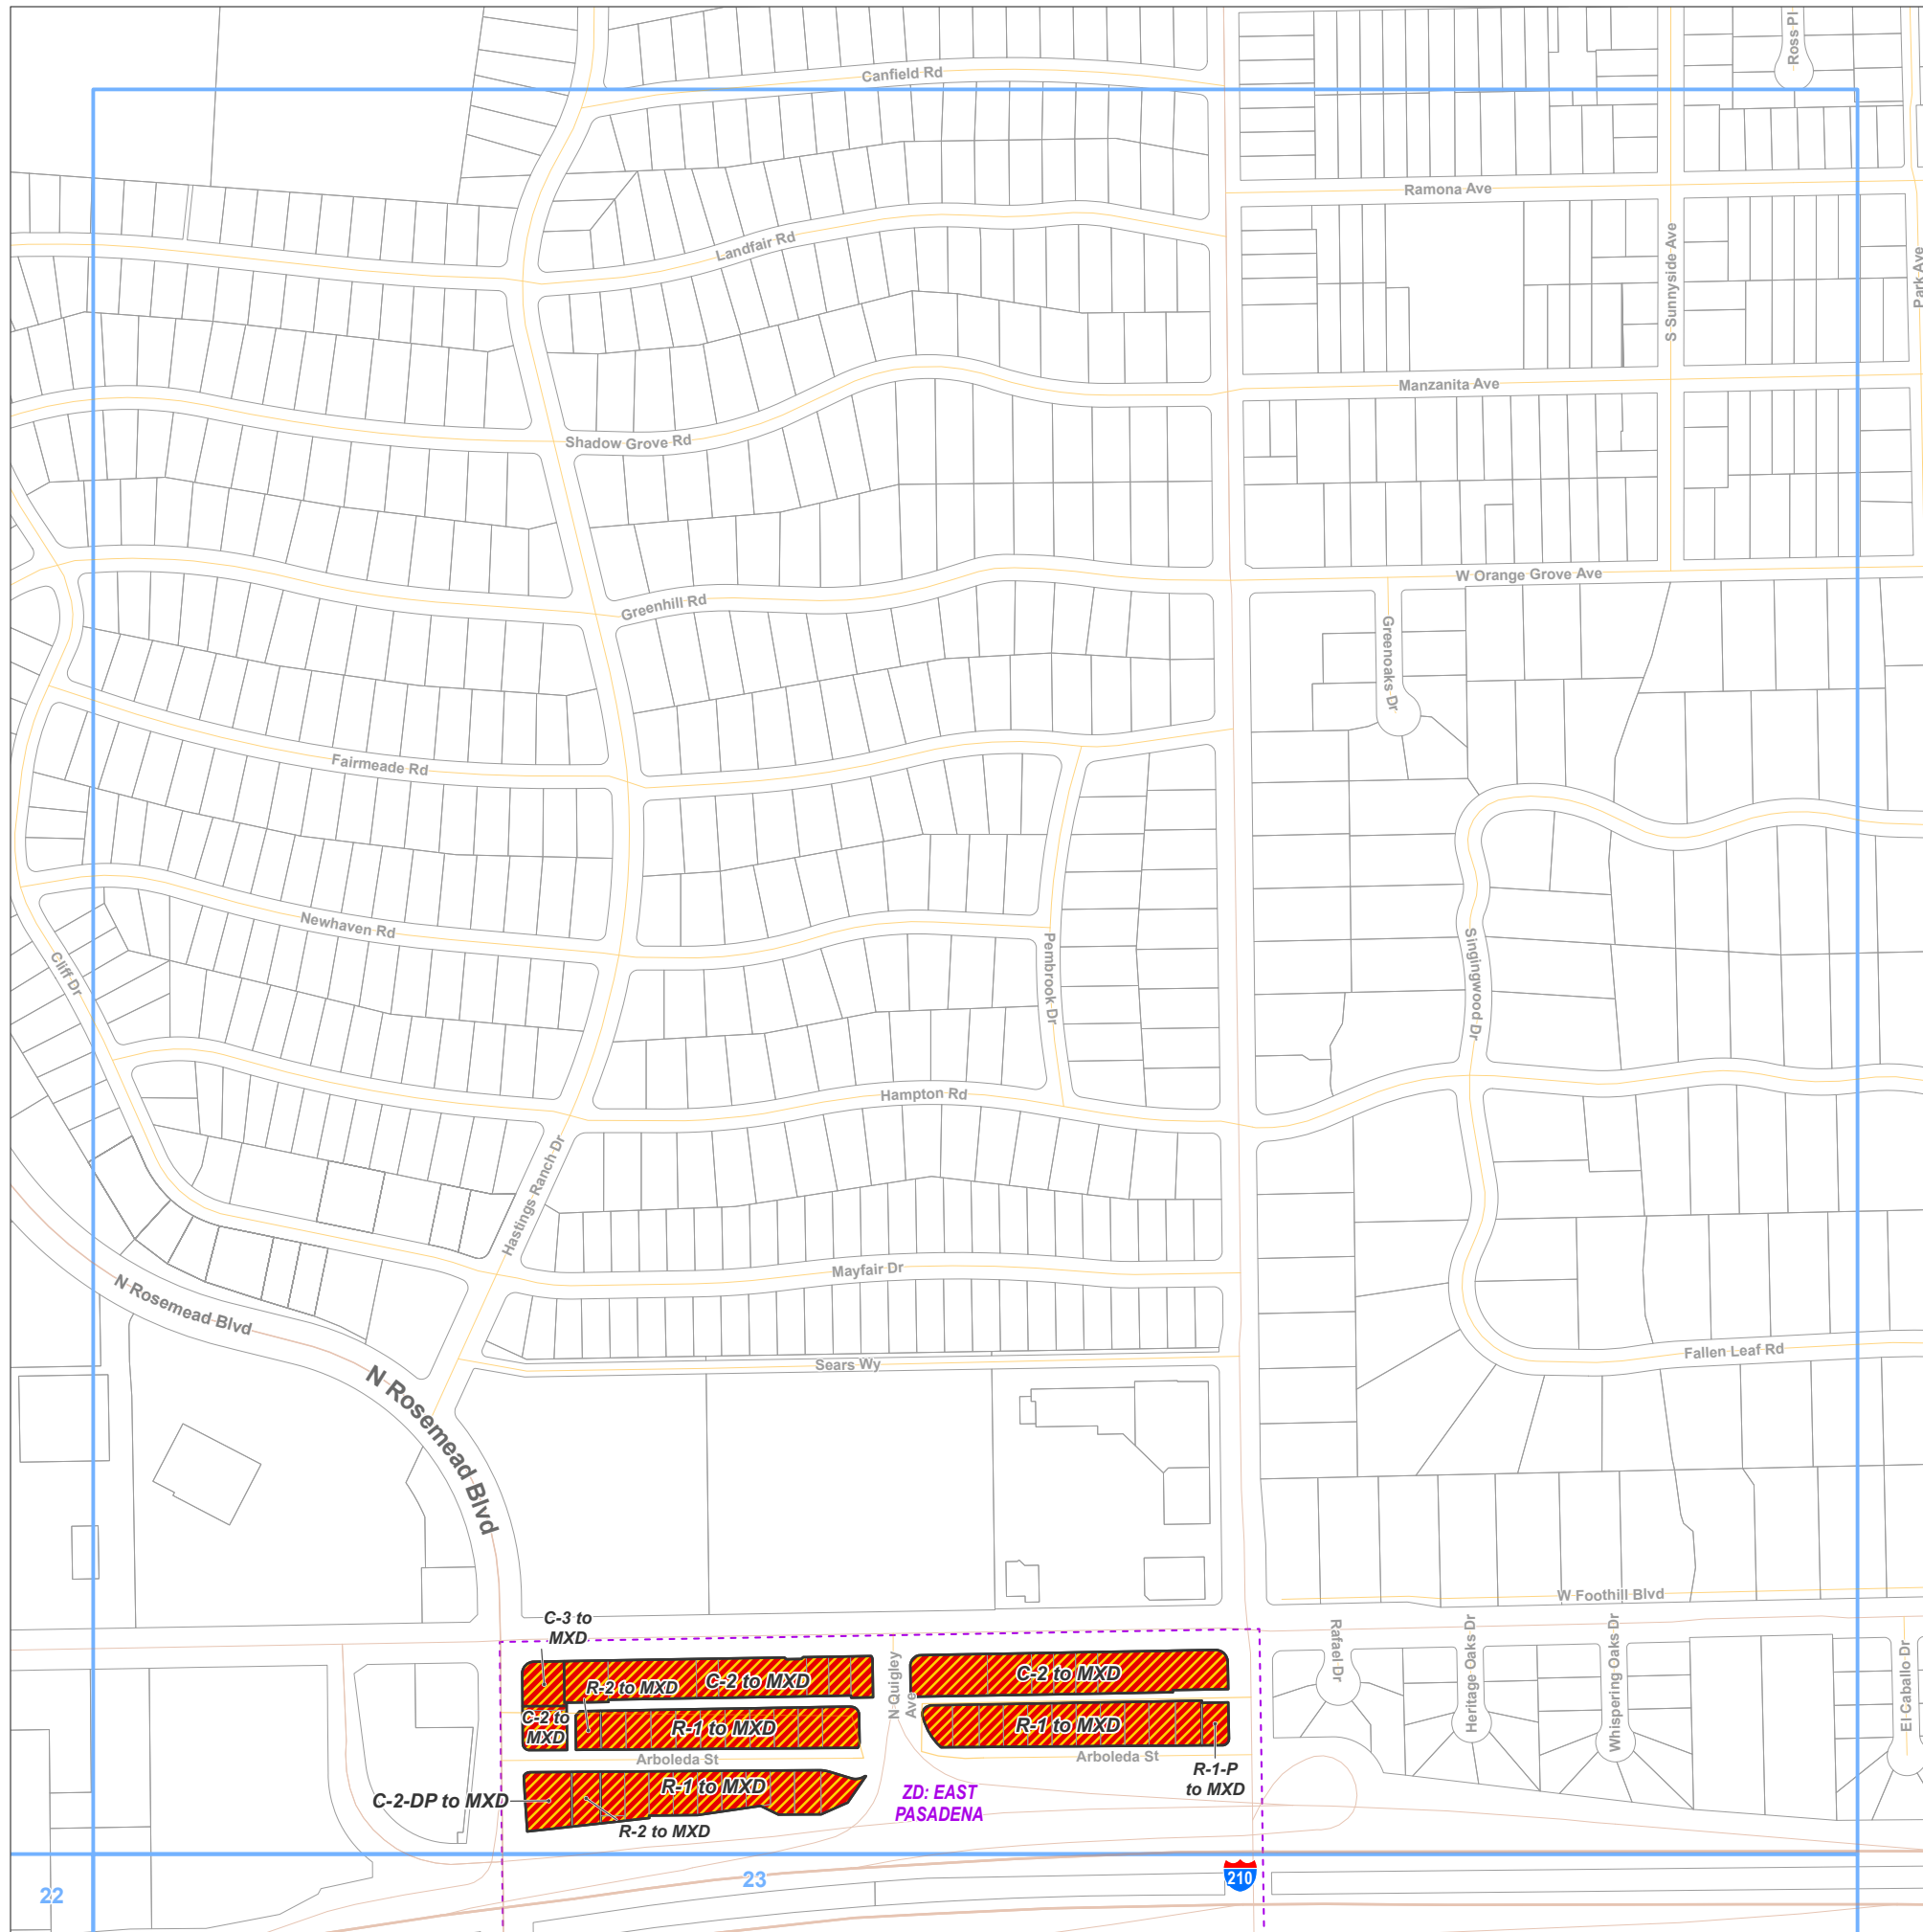 Ross Pl
Canfield Rd
Ramona Ave
Landfair Rd
S Sunnyside Ave
Park Ave
Manzanita Ave
Shadow Grove Rd
W Orange Grove Ave
Greenhill Rd
Greenoaks Dr
Fairmeade Rd
Newhaven Rd
Cliff Dr
Pembrook Dr
Singingwood Dr
Hampton Rd
Hastings Ranch Dr
Mayfair Dr
N Rosemead Blvd
Sears Wy
Fallen Leaf Rd
N Rosemead Blvd
W Foothill Blvd
C-3 to
MXD
Rafael Dr
Heritage Oaks Dr
Whispering Oaks Dr
El Caballo Dr
N Quigley
Ave
R-2 to MXD
C-2 to MXD
C-2 to MXD
C-2 to
MXD
R-1 to MXD
R-1 to MXD
Arboleda St
Arboleda St
R-1-P
to MXD
R-1 to MXD
C-2-DP to MXD
R-2 to MXD
ZD: EAST
PASADENA
22
23
210